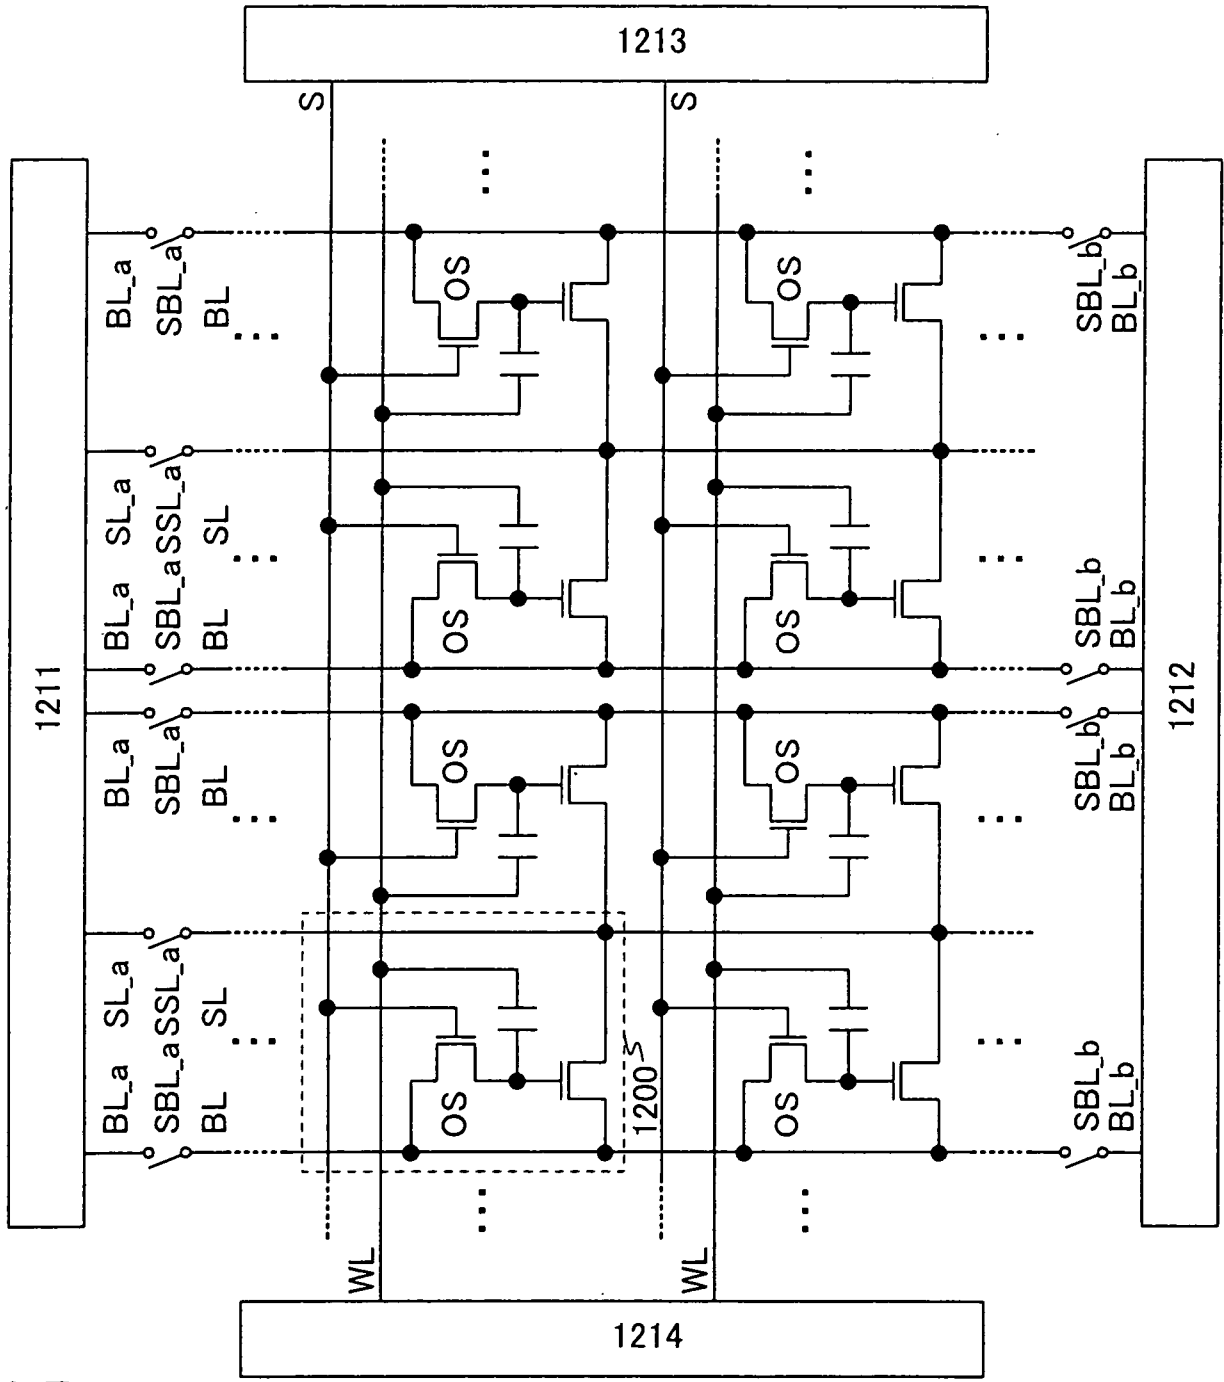 1213
S
S
1211
BL_a
SBL_a
BL
SL_a
SSL_a
SL
BL_a
SBL_a
BL
BL_a
SBL_a
BL
SL_a
SSL_a
SL
BL_a
SBL_a
BL
OS
OS
OS
OS
OS
OS
OS
OS
1200
SBL_b
BL_b
SBL_b
BL_b
SBL_b
BL_b
SBL_b
BL_b
1212
WL
WL
1214